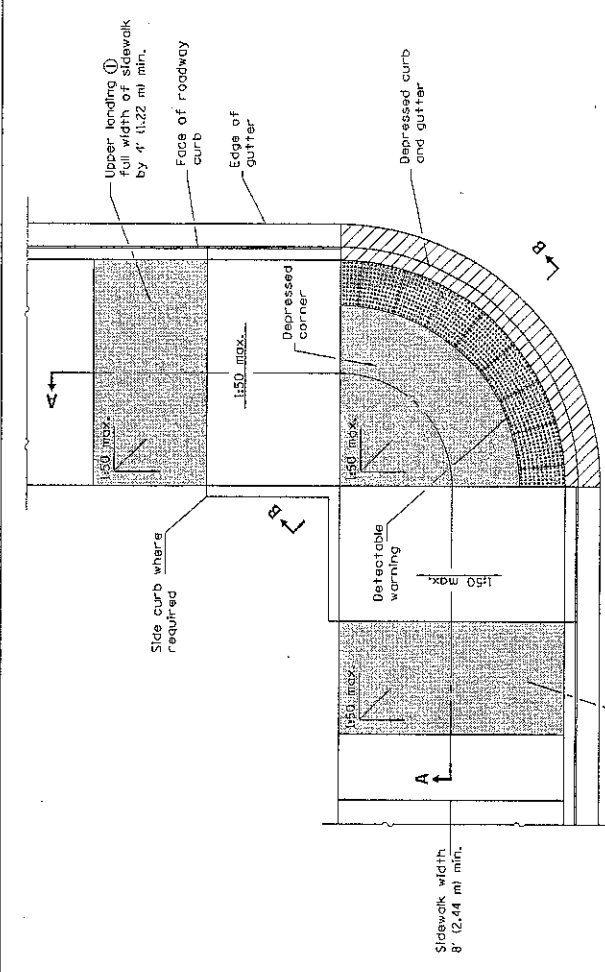 Upper landing ①
full width of sidewalk
by 4' (1.22 m) min.
Face of roadway
curb
Edge of
gutter
Depressed curb
and gutter
A
1:50 max.
1:50 max.
Depressed
corner
1:50 max.
B
Side curb where
required
B
Detectable
warning
1:50 max.
1:50 max.
A
Sidewalk width
8' (2.44 m) min.